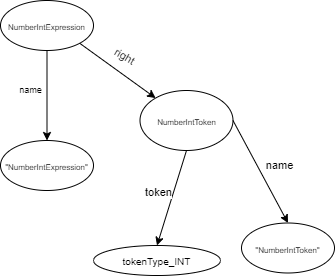 NumberIntExpression
right
name
NumberIntToken
"NumberIntExpression"
token
name
"NumberIntToken"
tokenType_INT